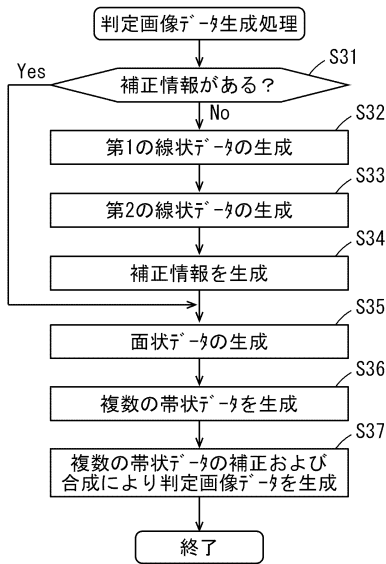 判定画像ﾃﾞｰﾀ生成処理
S31
Yes
補正情報がある？
No
S32
第1の線状ﾃﾞｰﾀの生成
S33
第2の線状ﾃﾞｰﾀの生成
S34
補正情報を生成
S35
面状ﾃﾞｰﾀの生成
S36
複数の帯状ﾃﾞｰﾀを生成
S37
複数の帯状ﾃﾞｰﾀの補正および
合成により判定画像ﾃﾞｰﾀを生成
終了